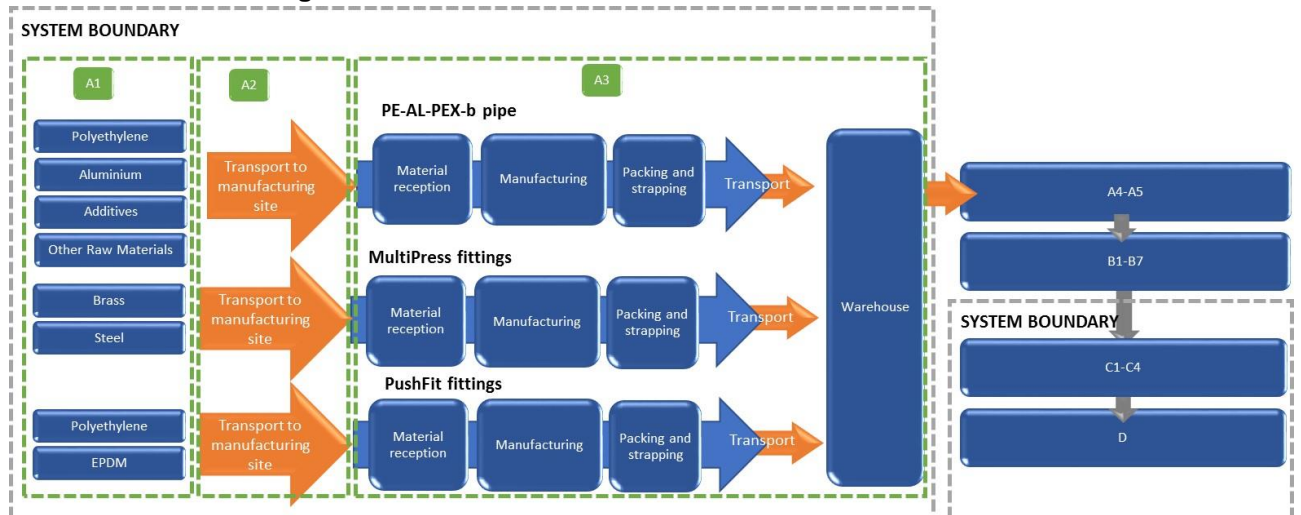 SYSTEM BOUNDARY
A1
Polyethylene
Aluminium
Additives
Other Raw Materials
Brass
Steel
Polyethylene
EPDM
A2
Transport to
manufacturing
site
Transport to
manufacturing
site
Transport to
manufacturing
site
A3
PE-AL-PEX-b pipe
Material
reception
Manufacturing
Packing and
strapping
Transport
MultiPress fittings
Material
reception
Manufacturing
Packing and
strapping
Transport
PushFit fittings
Material
reception
Manufacturing
Packing and
strapping
Transport
Warehouse
A4-A5
B1-B7
SYSTEM BOUNDARY
C1-C4
D